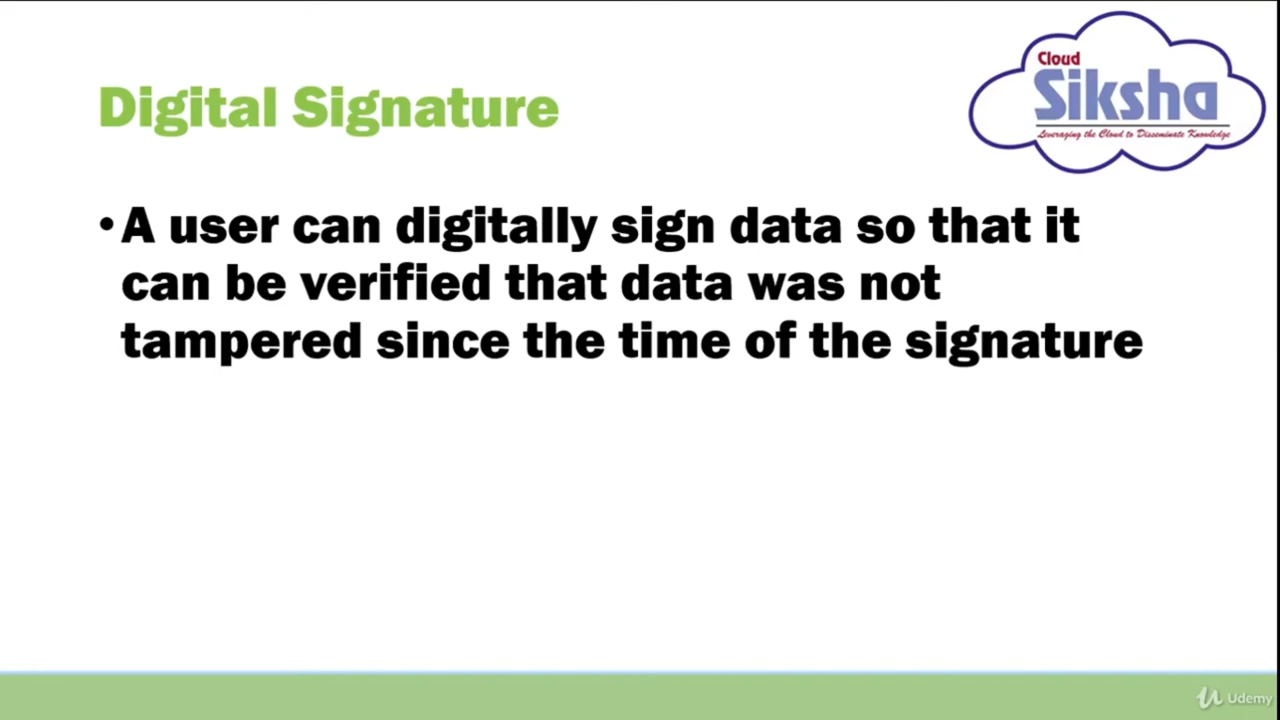 Cloud
Siksha
Leveraging the Cloud to Disseminate Knowledge
Digital Signature
•A user can digitally sign data so that it
can be verified that data was not
tampered since the time of the signature
Udemy